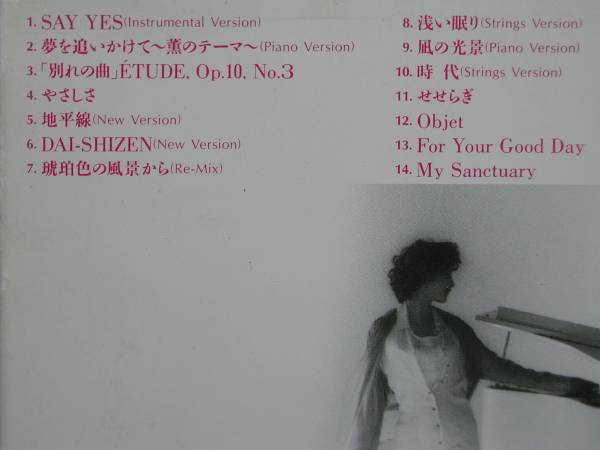 1. SAY YES(Instrumental Version)
2. 夢を追いかけて〜薫のテーマ〜(Piano Version)
3.「別れの曲」ÉTUDE, Op.10, No.3
4. やさしさ
5. 地平線(New Version)
6. DAI-SHIZEN(New Version)
7. 琥珀色の風景から(Re-Mix)
8. 浅い眠り(Strings Version)
9. 凪の光景(Piano Version)
10. 時 代(Strings Version)
11. せせらぎ
12. Objet
13. For Your Good Day
14. My Sanctuary